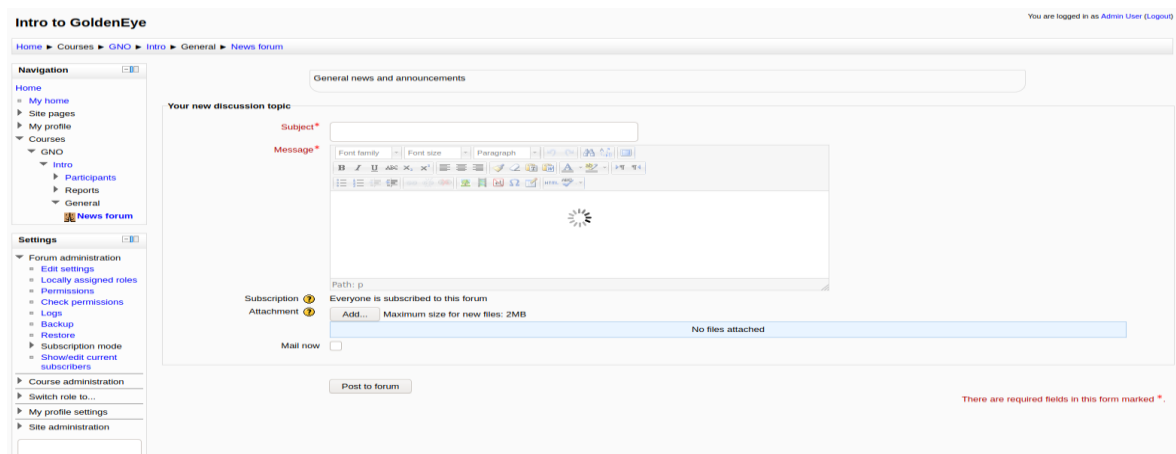 Intro to GoldenEye
You are logged in as Admin User (Logout)
Home ► Courses ► GNO ► Intro ► General ► News forum
Navigation
Home
My home
Site pages
My profile
Courses
GNO
Intro
Participants
Reports
General
News forum
Settings
Forum administration
Edit settings
Locally assigned roles
Permissions
Check permissions
Logs
Backup
Restore
Subscription mode
Show/edit current
subscribers
Course administration
Switch role to...
My profile settings
Site administration
General news and announcements
Your new discussion topic
Subject*
Message*
Font family Font size Paragraph
B I U ABC
HTML
Path: p
Subscription Everyone is subscribed to this forum
Attachment Add... Maximum size for new files: 2MB
No files attached
Mail now
Post to forum
There are required fields in this form marked *.